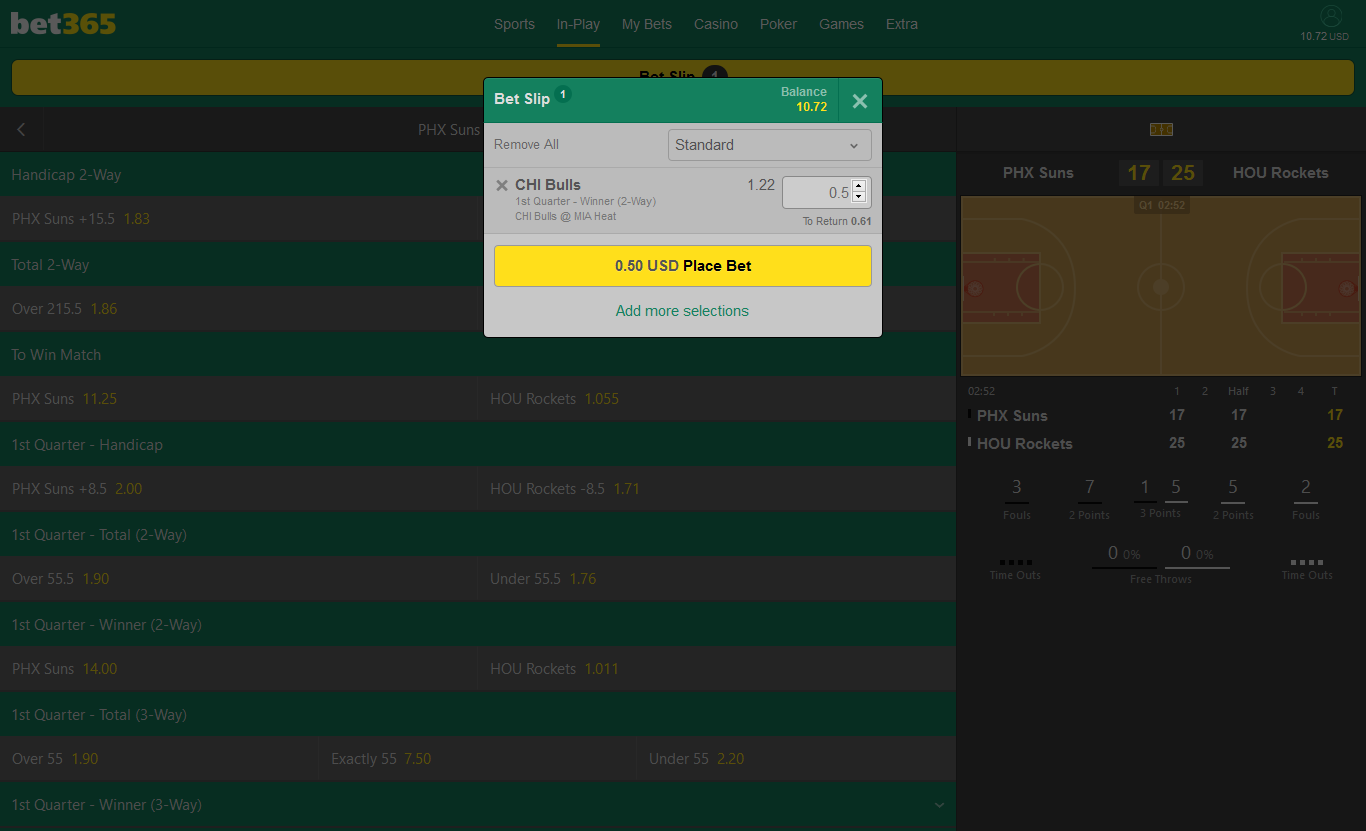 bet365
Sports In-Play My Bets Casino Poker Games Extra
10.72 USD
Bet Slip 1
Bet Slip 1
Balance
10.72
Remove All
Standard
CHI Bulls 1.22 0.5
1st Quarter - Winner (2-Way)
CHI Bulls @ MIA Heat
To Return 0.61
0.50 USD Place Bet
Add more selections
PHX Suns
Handicap 2-Way
PHX Suns +15.5 1.83
Total 2-Way
Over 215.5 1.86
To Win Match
PHX Suns 11.25 HOU Rockets 1.055
1st Quarter - Handicap
PHX Suns +8.5 2.00 HOU Rockets -8.5 1.71
1st Quarter - Total (2-Way)
Over 55.5 1.90 Under 55.5 1.76
1st Quarter - Winner (2-Way)
PHX Suns 14.00 HOU Rockets 1.011
1st Quarter - Total (3-Way)
Over 55 1.90 Exactly 55 7.50 Under 55 2.20
1st Quarter - Winner (3-Way)
PHX Suns 17 25 HOU Rockets
Q1 02:52
02:52 1 2 Half 3 4 T
PHX Suns 17 17 17
HOU Rockets 25 25 25
3 7 1 5 5 2
Fouls 2 Points 3 Points 2 Points Fouls
0 0% 0 0%
Time Outs Free Throws Time Outs